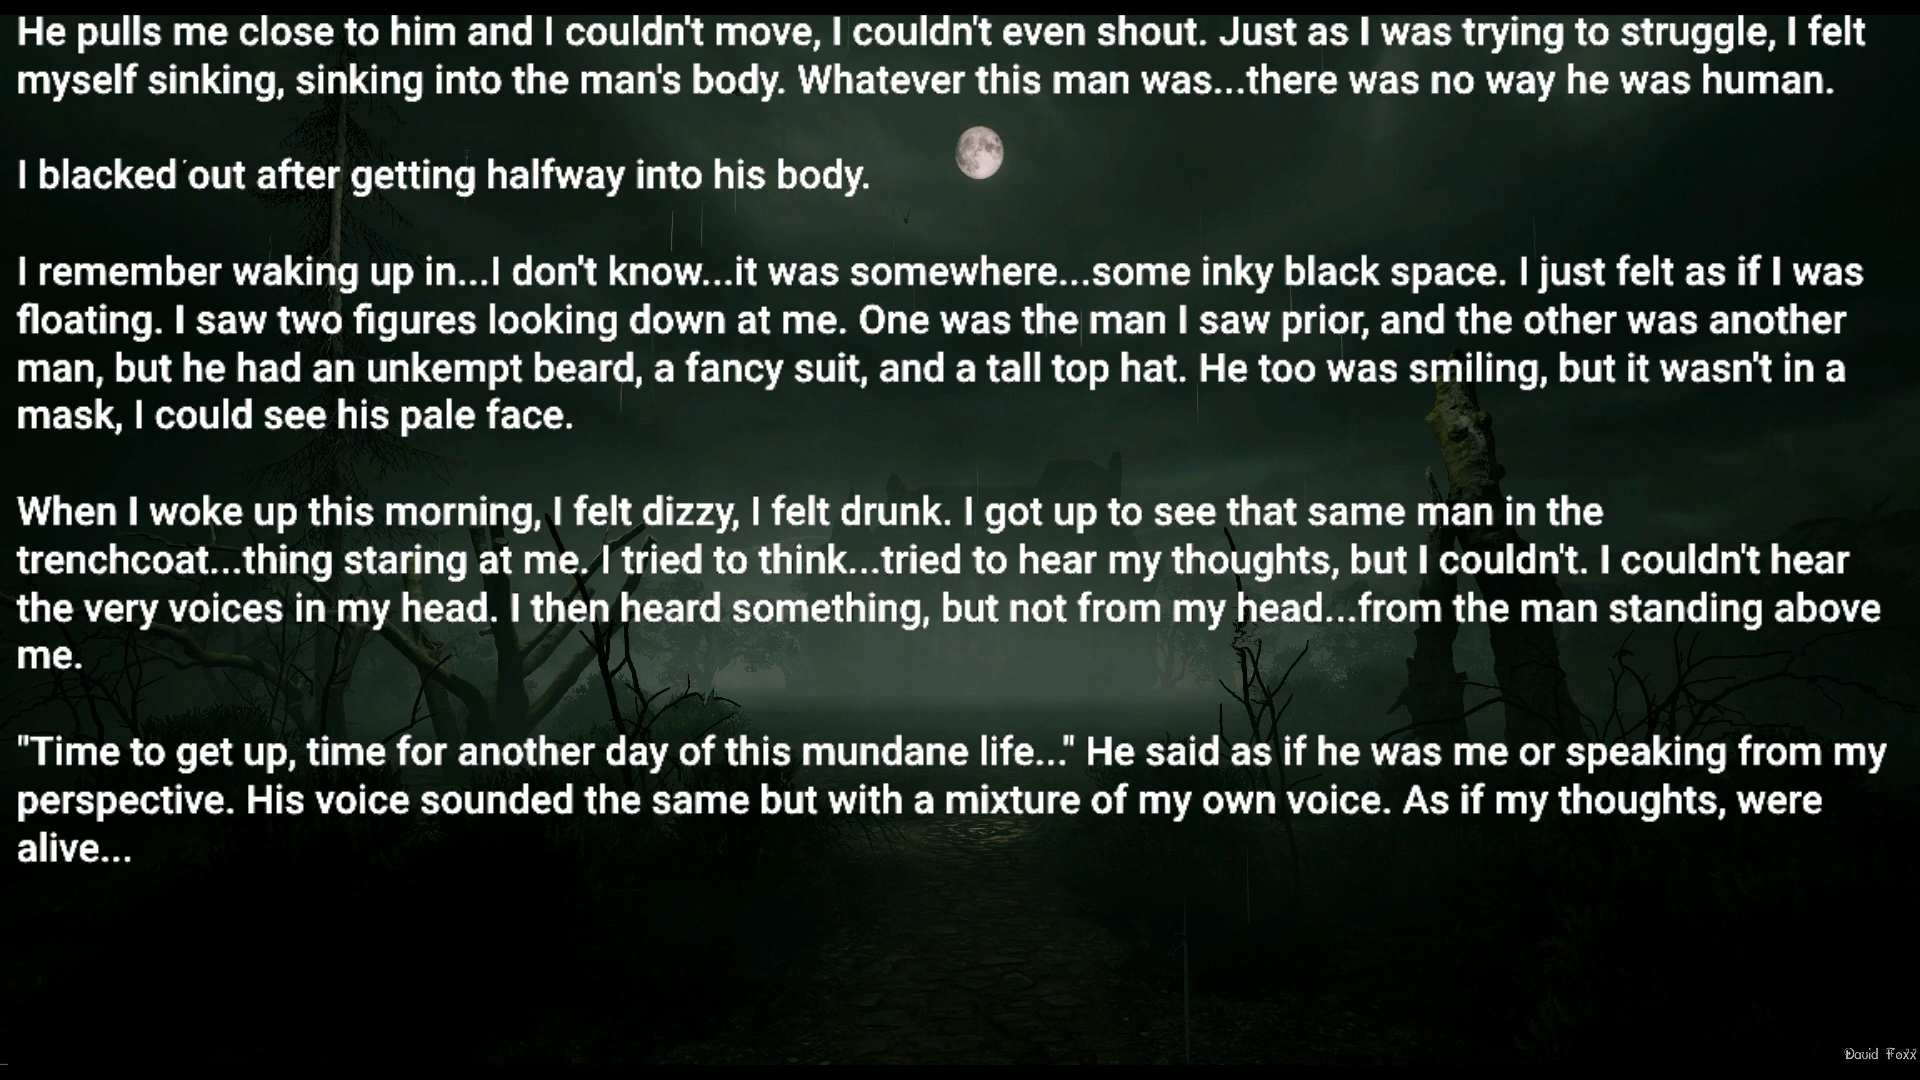 He pulls me close to him and I couldn't move, I couldn't even shout. Just as I was trying to struggle, I felt
myself sinking, sinking into the man's body. Whatever this man was...there was no way he was human.
I blacked out after getting halfway into his body.
I remember waking up in...I don't know...it was somewhere...some inky black space. I just felt as if I was
floating. I saw two figures looking down at me. One was the man I saw prior, and the other was another
man, but he had an unkempt beard, a fancy suit, and a tall top hat. He too was smiling, but it wasn't in a
mask, I could see his pale face.
When I woke up this morning, I felt dizzy, I felt drunk. I got up to see that same man in the
trenchcoat...thing staring at me. I tried to think...tried to hear my thoughts, but I couldn't. I couldn't hear
the very voices in my head. I then heard something, but not from my head...from the man standing above
me.
"Time to get up, time for another day of this mundane life..." He said as if he was me or speaking from my
perspective. His voice sounded the same but with a mixture of my own voice. As if my thoughts, were
alive...
David Foxx